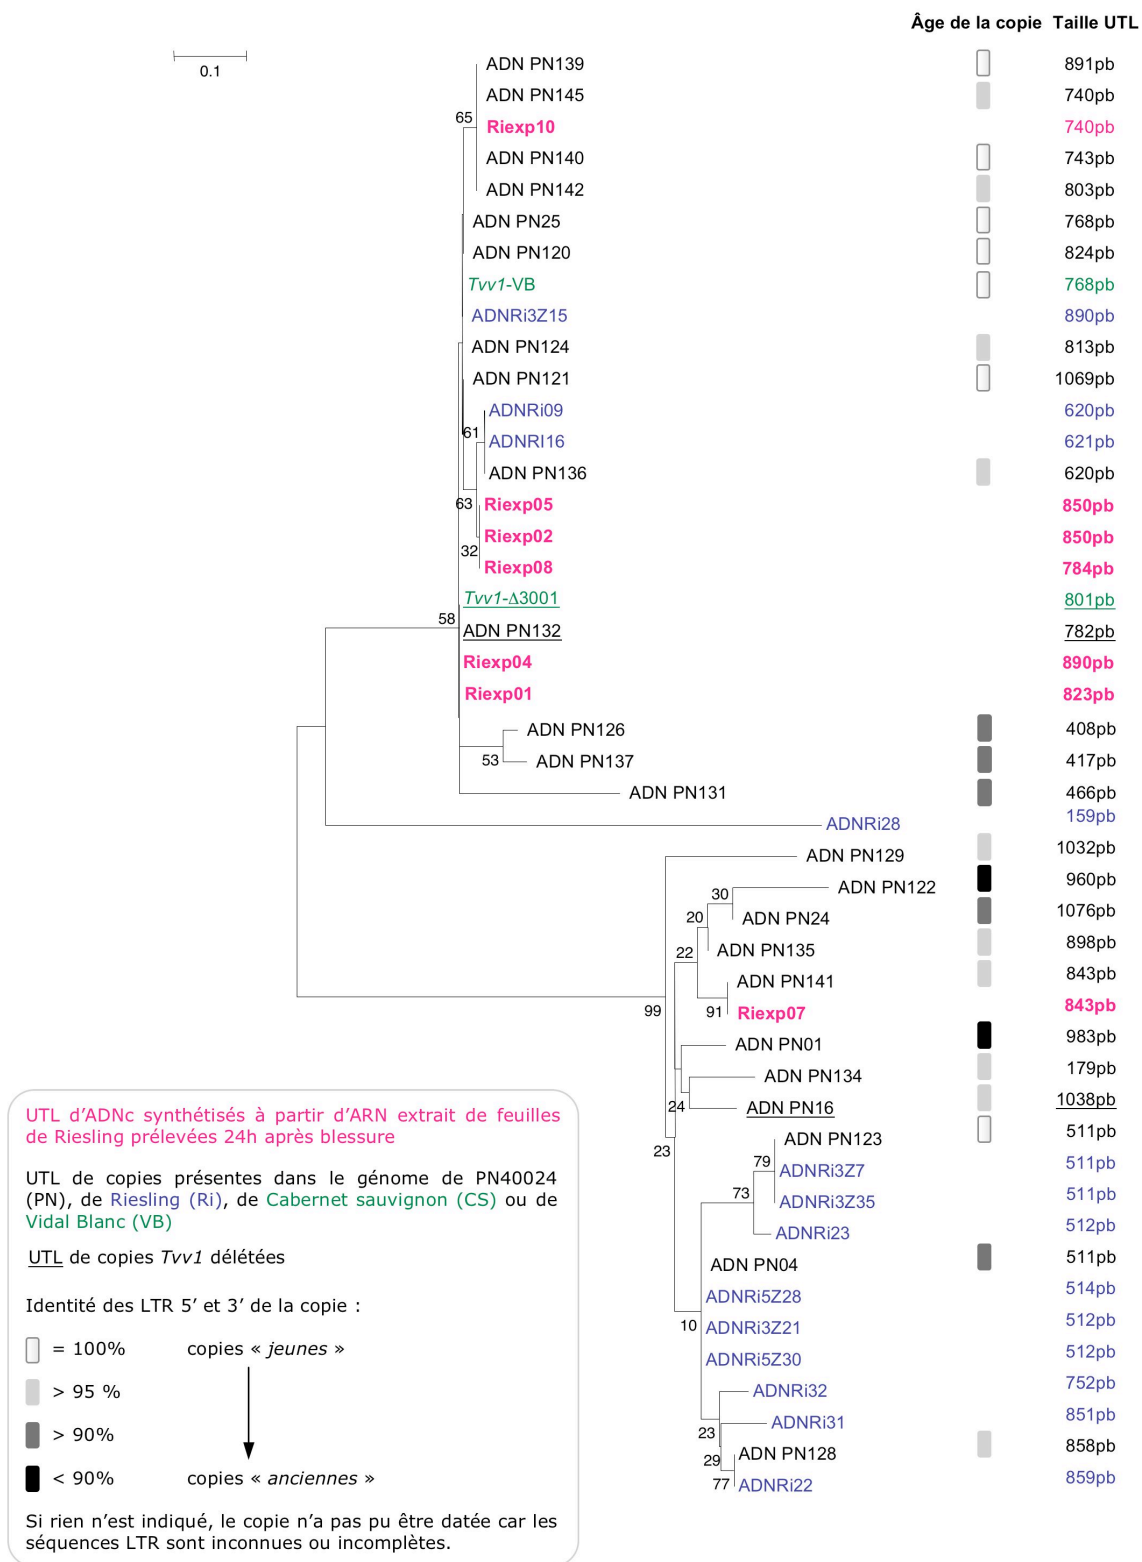 Âge de la copie Taille UTL
0.1
ADN PN139 891pb
ADN PN145 740pb
65
Riexp10 740pb
ADN PN140 743pb
ADN PN142 803pb
ADN PN25 768pb
ADN PN120 824pb
Tvv1-VB 768pb
ADNRi3Z15 890pb
ADN PN124 813pb
ADN PN121 1069pb
ADNRi09 620pb
61
ADNRI16 621pb
ADN PN136 620pb
63
Riexp05 850pb
Riexp02 850pb
32
Riexp08 784pb
Tvv1-Δ3001 801pb
58
ADN PN132 782pb
Riexp04 890pb
Riexp01 823pb
ADN PN126 408pb
53
ADN PN137 417pb
ADN PN131 466pb
ADNRi28 159pb
ADN PN129 1032pb
ADN PN122 960pb
30
ADN PN24 1076pb
20
ADN PN135 898pb
22
ADN PN141 843pb
99
91
Riexp07 843pb
ADN PN01 983pb
ADN PN134 179pb
24
ADN PN16 1038pb
23
ADN PN123 511pb
79
ADNRi3Z7 511pb
73
ADNRi3Z35 511pb
ADNRi23 512pb
ADN PN04 511pb
ADNRi5Z28 514pb
10
ADNRi3Z21 512pb
ADNRi5Z30 512pb
ADNRi32 752pb
ADNRi31 851pb
23
ADN PN128 858pb
29
77
ADNRi22 859pb
UTL d'ADNc synthétisés à partir d'ARN extrait de feuilles
de Riesling prélevées 24h après blessure
UTL de copies présentes dans le génome de PN40024
(PN), de Riesling (Ri), de Cabernet sauvignon (CS) ou de
Vidal Blanc (VB)
UTL de copies Tvv1 délétées
Identité des LTR 5′ et 3′ de la copie :
= 100% copies « jeunes »
> 95 %
> 90%
< 90% copies « anciennes »
Si rien n'est indiqué, le copie n'a pas pu être datée car les
séquences LTR sont inconnues ou incomplètes.